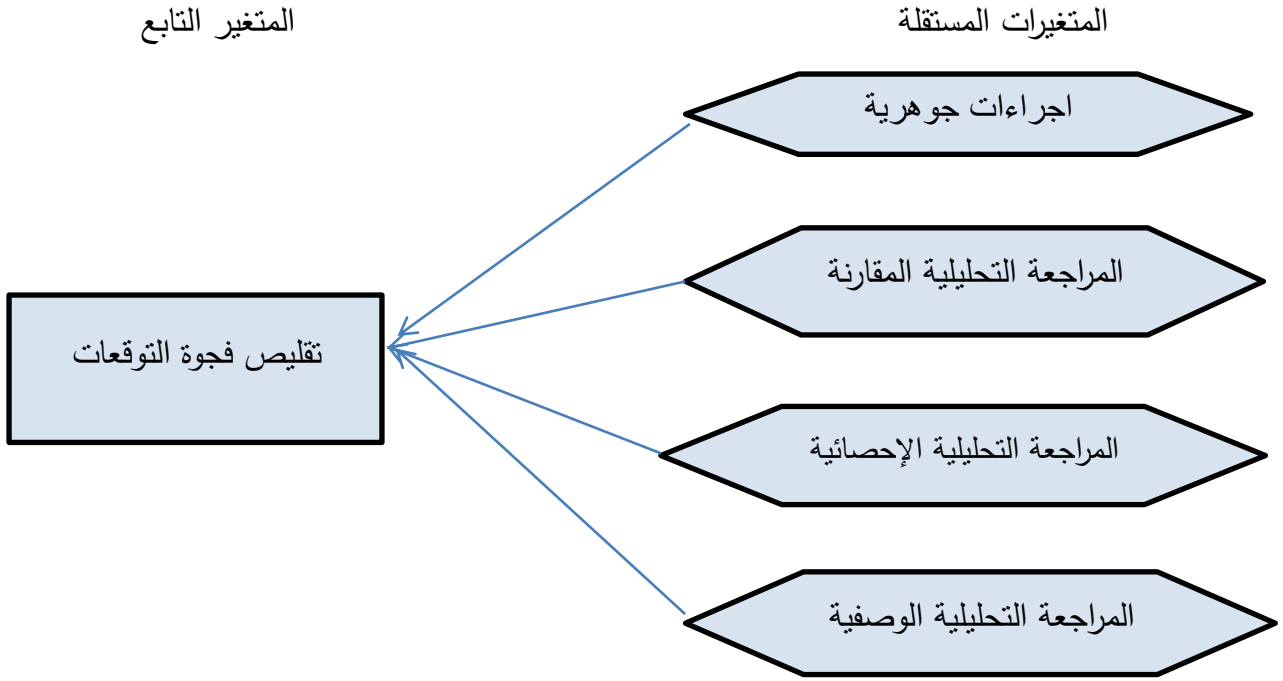 المتغيرات المستقلة
المتغير التابع
اجراءات جوهرية
المراجعة التحليلية المقارنة
المراجعة التحليلية الإحصائية
المراجعة التحليلية الوصفية
تقليص فجوة التوقعات